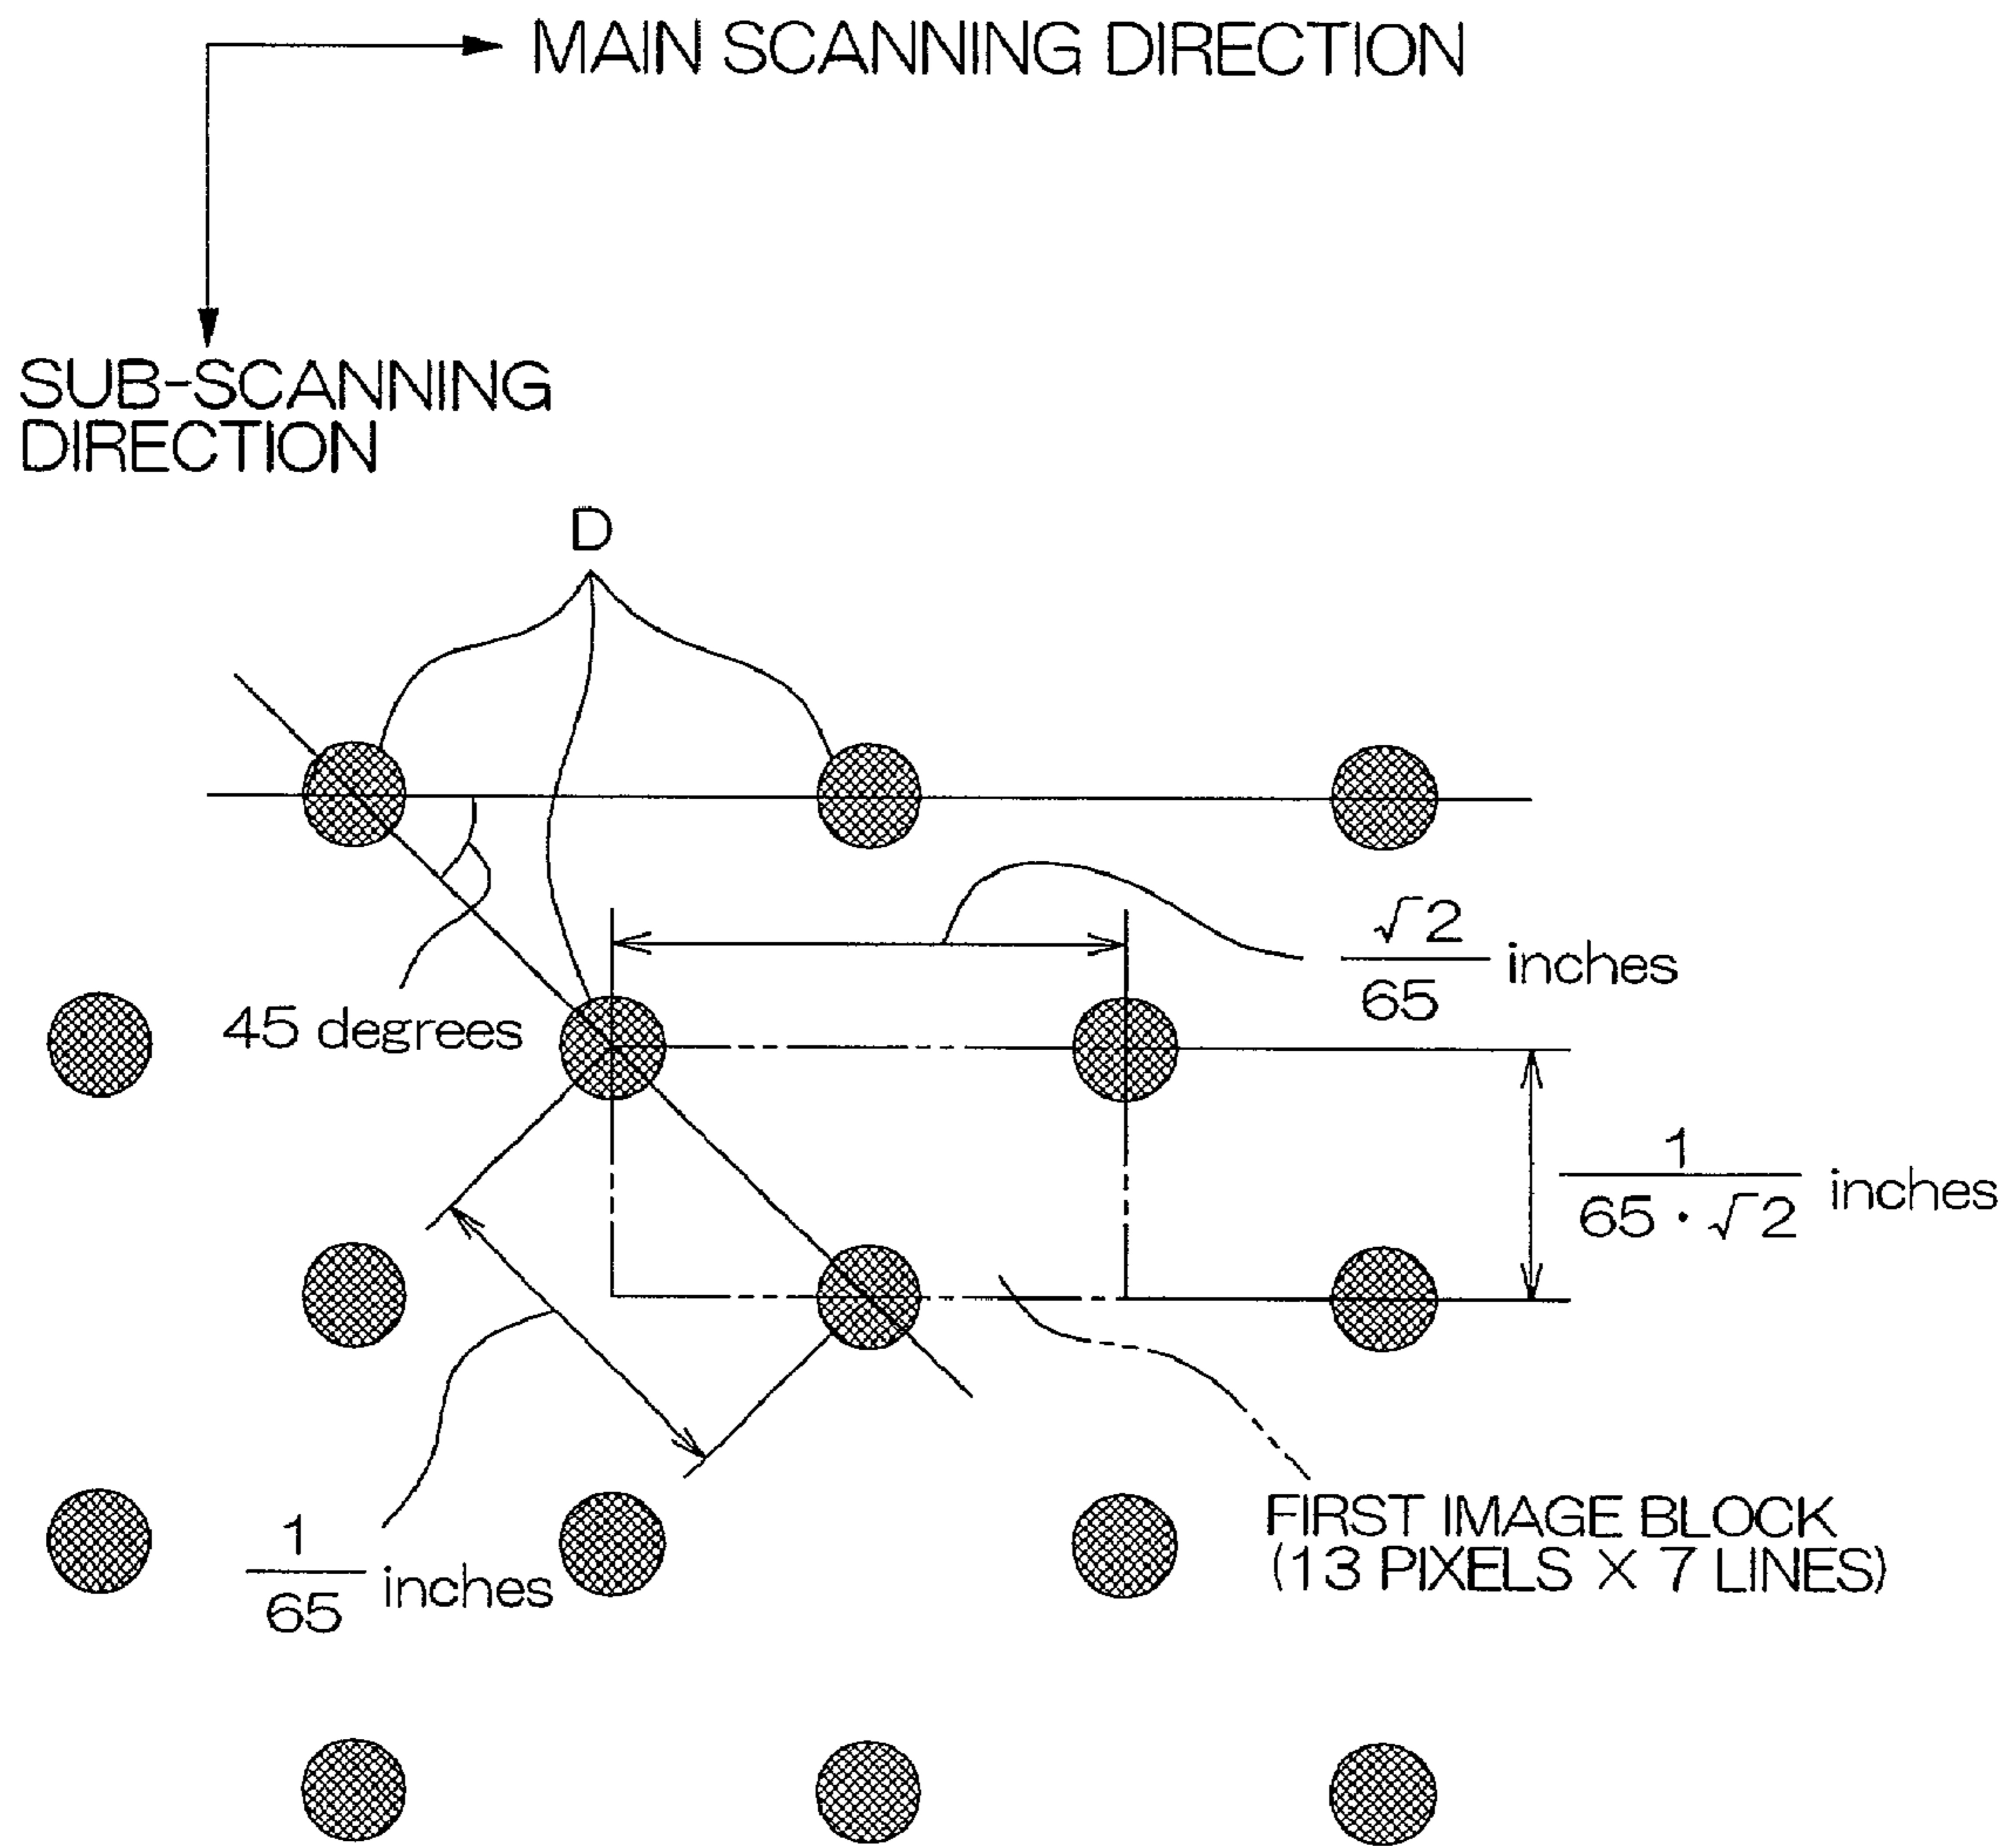 MAIN SCANNING DIRECTION
SUB-SCANNING
DIRECTION
D
√2
65
inches
45 degrees
1
65 · √2
inches
1
65
inches
FIRST IMAGE BLOCK
(13 PIXELS X 7 LINES)